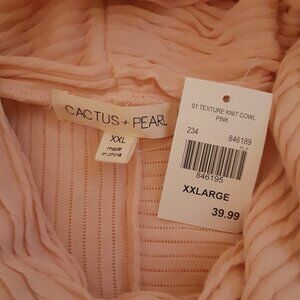 CACTUS + PEARL
XXL
made
in china
01 TEXTURE KNIT COWL
PINK
234 846189
846195
XXLARGE
39.99